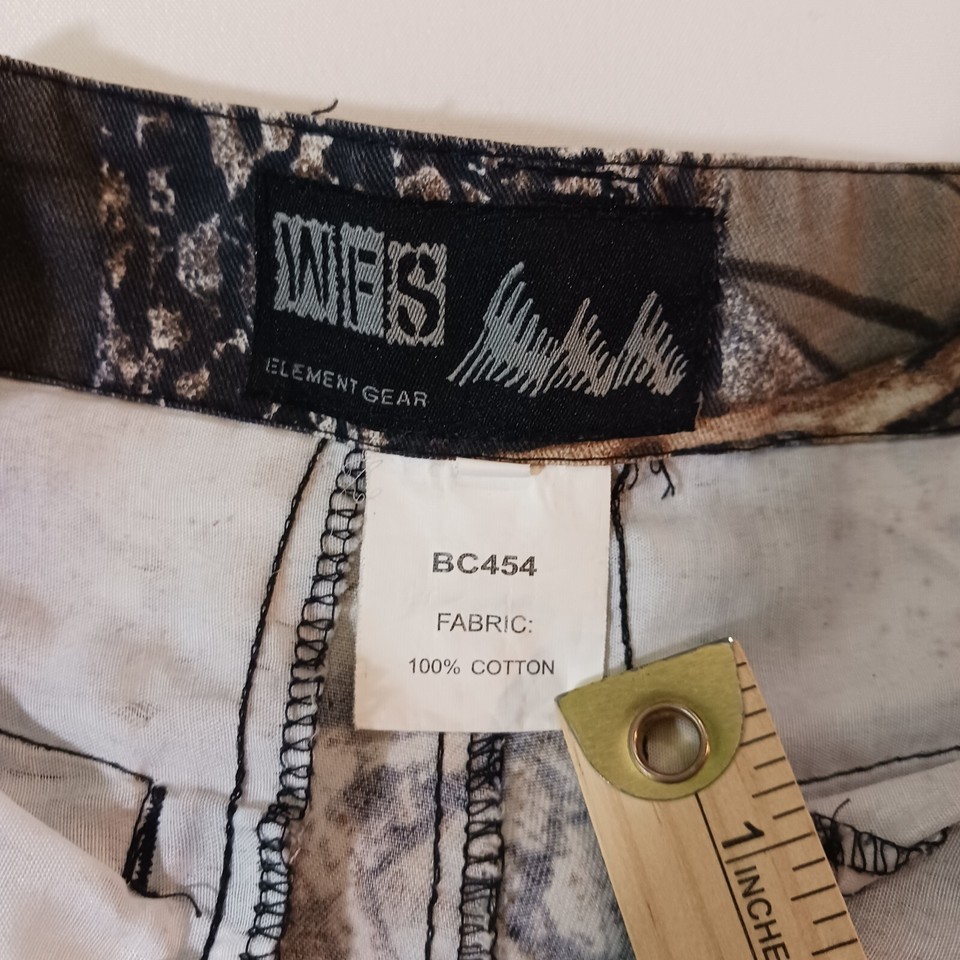 WFS
ELEMENT GEAR
BC454
FABRIC:
100% COTTON
1
INCHE